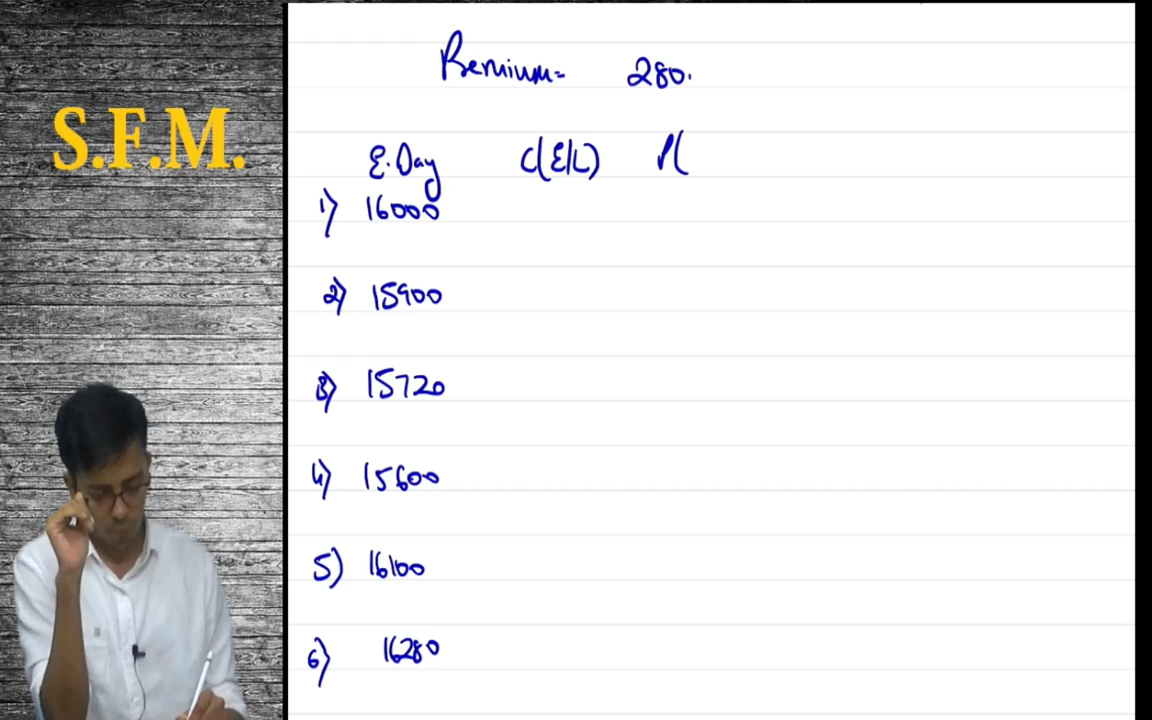 S.F.M.
Premium= 280.
E.Day C(E/L) P(
1) 16000
2) 15900
3) 15720
4) 15600
5) 16100
6) 16280